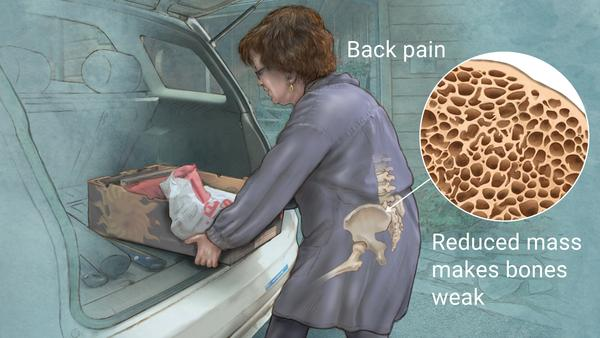 Back pain
Reduced mass
makes bones
weak